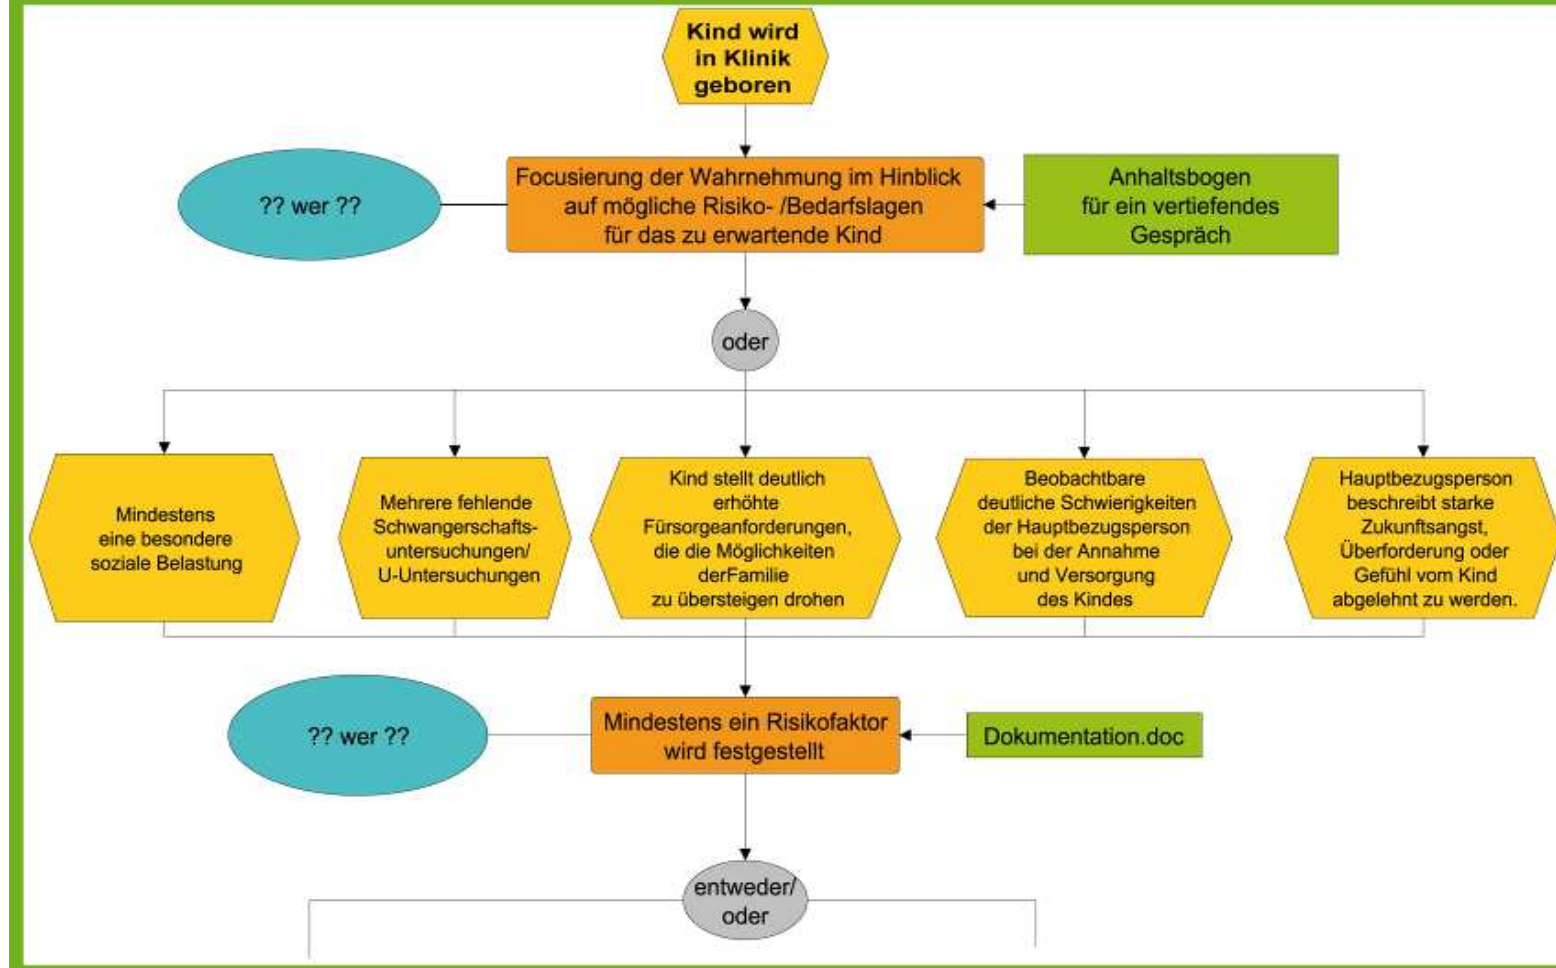 Kind wird
in Klinik
geboren
?? wer ??
Focusierung der Wahrnehmung im Hinblick
auf mögliche Risiko- /Bedarfslagen
für das zu erwartende Kind
Anhaltsbogen
für ein vertiefendes
Gespräch
oder
Mindestens
eine besondere
soziale Belastung
Mehrere fehlende
Schwangerschafts-
untersuchungen/
U-Untersuchungen
Kind stellt deutlich
erhöhte
Fürsorgeanforderungen,
die die Möglichkeiten
derFamilie
zu übersteigen drohen
Beobachtbare
deutliche Schwierigkeiten
der Hauptbezugsperson
bei der Annahme
und Versorgung
des Kindes
Hauptbezugsperson
beschreibt starke
Zukunftsangst,
Überforderung oder
Gefühl vom Kind
abgelehnt zu werden.
?? wer ??
Mindestens ein Risikofaktor
wird festgestellt
Dokumentation.doc
entweder/
oder